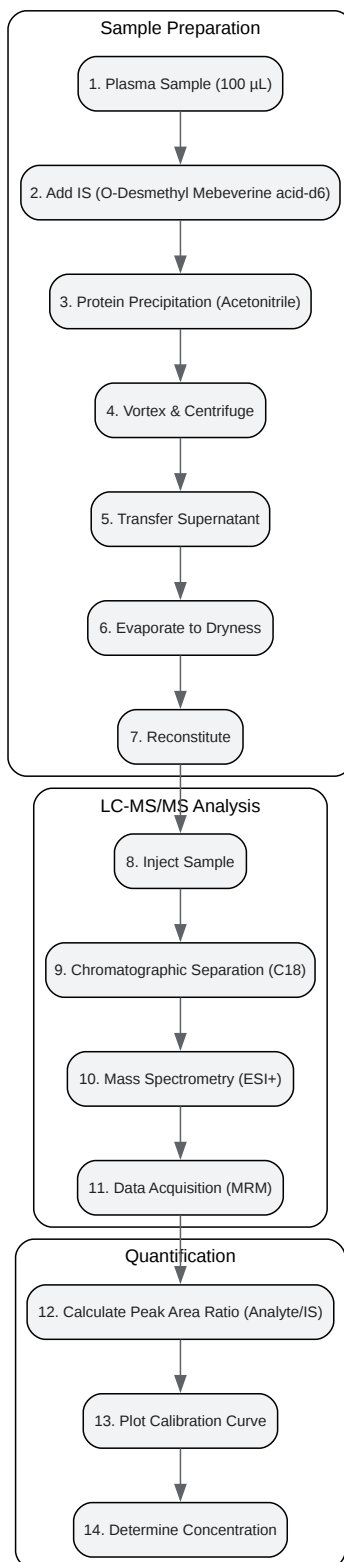 Sample Preparation
1. Plasma Sample (100 µL)
2. Add IS (O-Desmethyl Mebeverine acid-d6)
3. Protein Precipitation (Acetonitrile)
4. Vortex & Centrifuge
5. Transfer Supernatant
6. Evaporate to Dryness
7. Reconstitute
LC-MS/MS Analysis
8. Inject Sample
9. Chromatographic Separation (C18)
10. Mass Spectrometry (ESI+)
11. Data Acquisition (MRM)
Quantification
12. Calculate Peak Area Ratio (Analyte/IS)
13. Plot Calibration Curve
14. Determine Concentration